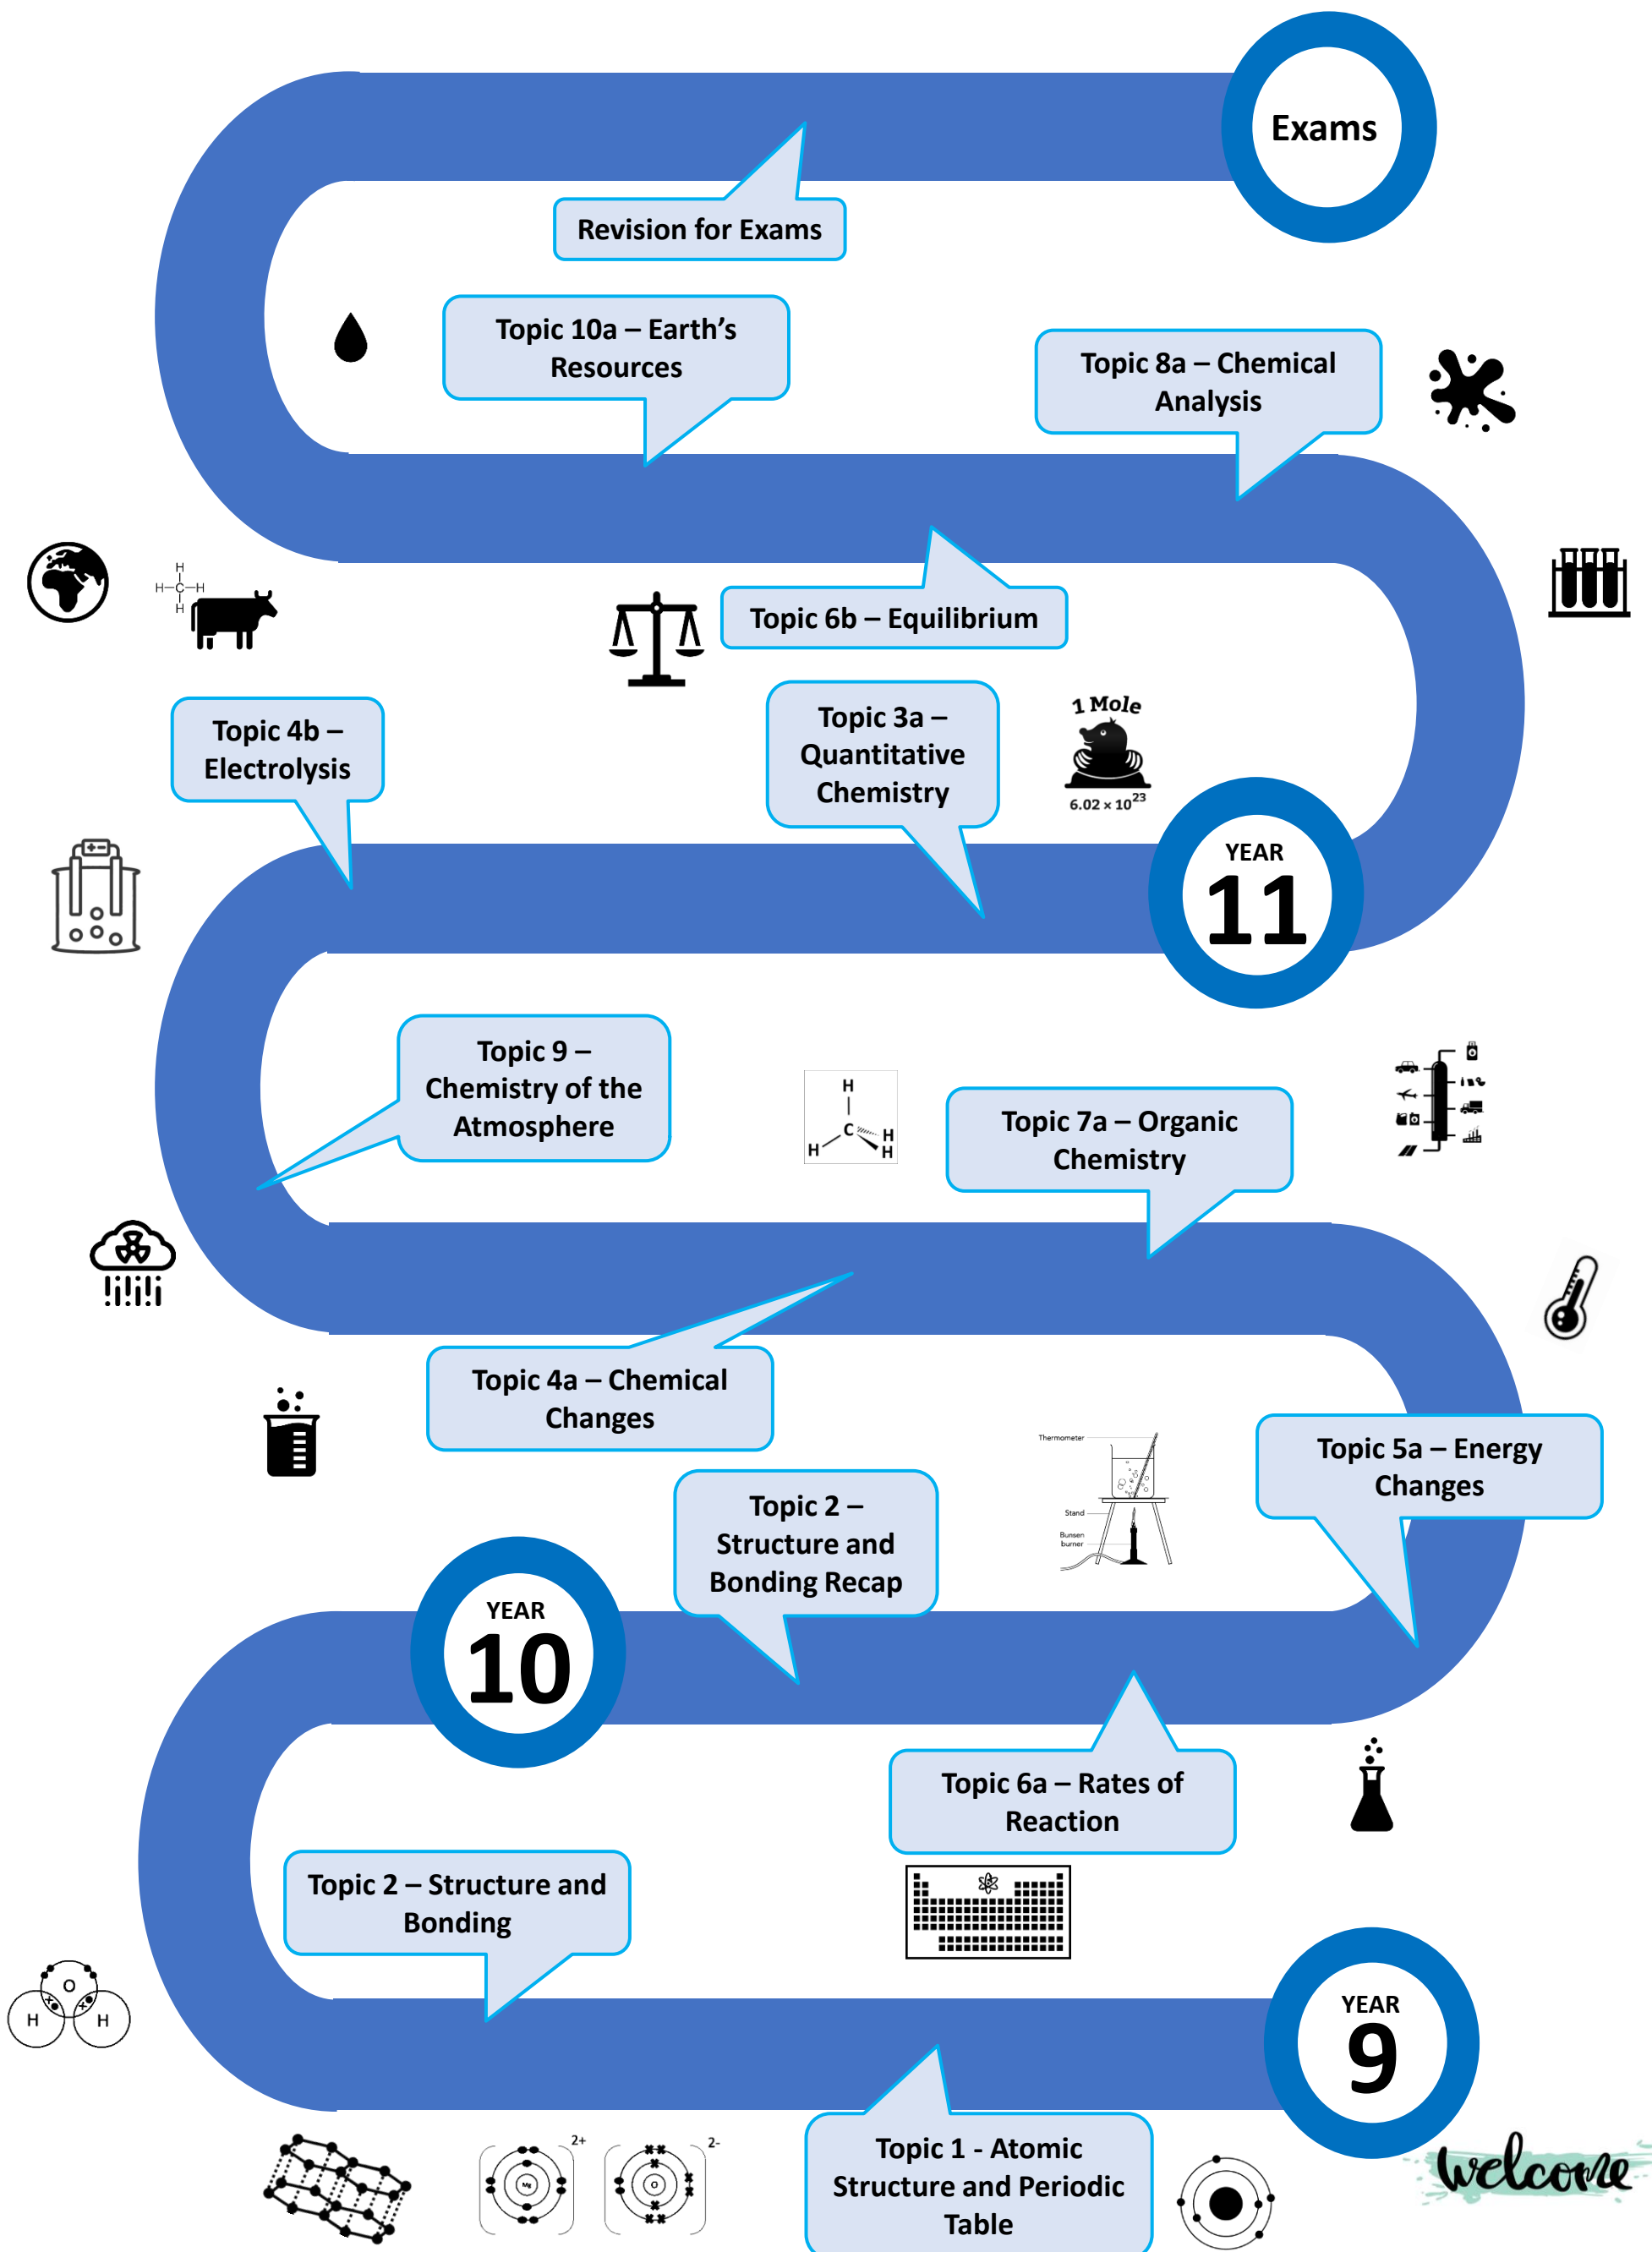 Exams
Revision for Exams
Topic 10a – Earth's
Resources
Topic 8a – Chemical
Analysis
H
H–C–H
H
Topic 6b – Equilibrium
Topic 4b –
Electrolysis
Topic 3a –
Quantitative
Chemistry
1 Mole
6.02 × 10²³
YEAR
11
Topic 9 –
Chemistry of the
Atmosphere
H
C
H
H
H
Topic 7a – Organic
Chemistry
Topic 4a – Chemical
Changes
Thermometer
Stand
Bunsen
burner
Topic 5a – Energy
Changes
Topic 2 –
Structure and
Bonding Recap
YEAR
10
Topic 6a – Rates of
Reaction
Topic 2 – Structure and
Bonding
O
H
H
YEAR
9
2+
Mg
2-
O
Topic 1 - Atomic
Structure and Periodic
Table
welcome